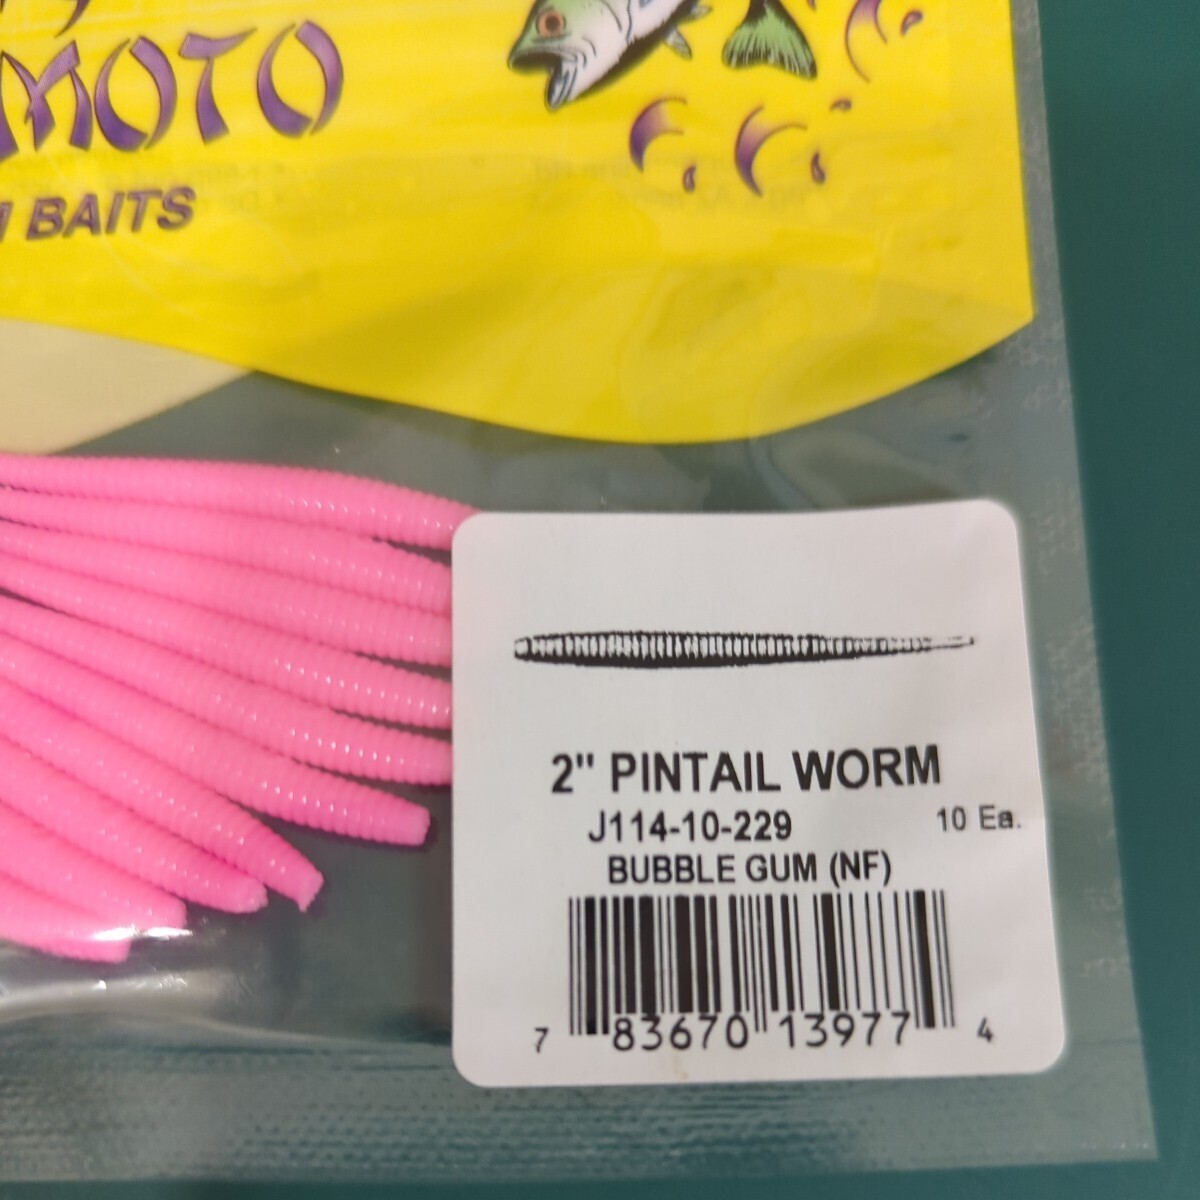 MOTO
BAITS
2" PINTAIL WORM
J114-10-229 10 Ea.
BUBBLE GUM (NF)
7 83670 13977 4